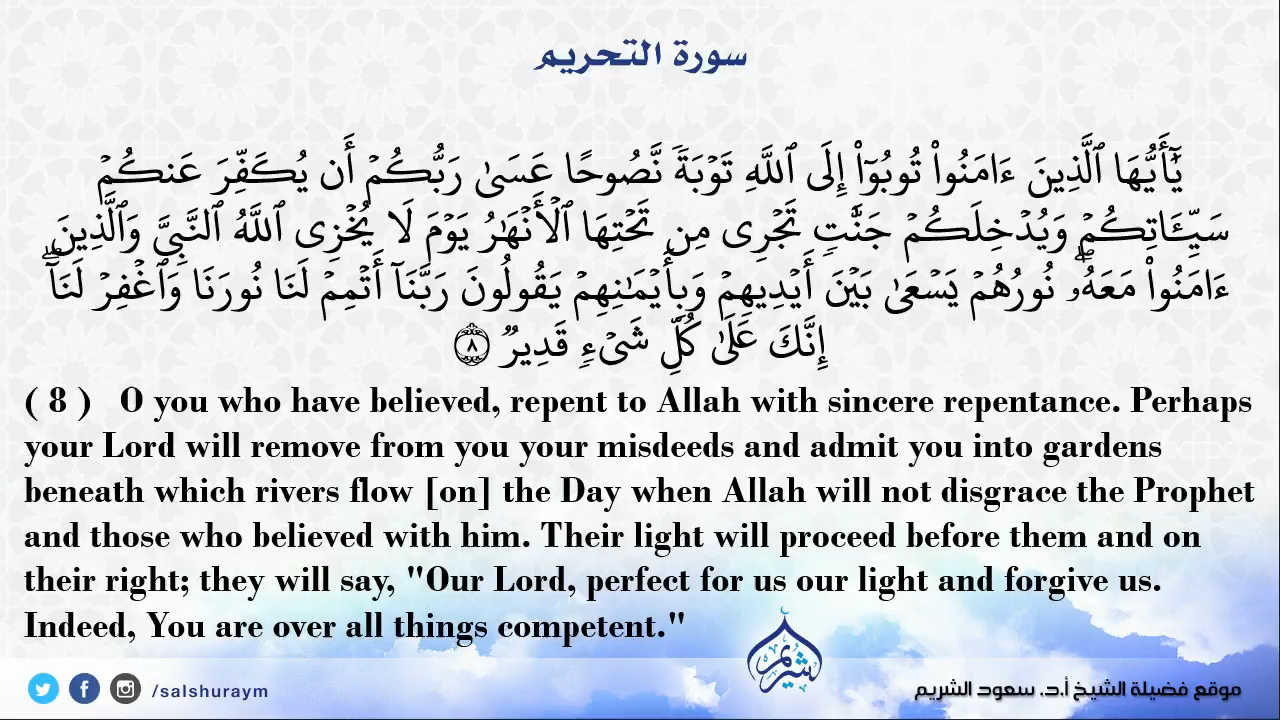 سورة التحريم
يَٰٓأَيُّهَا ٱلَّذِينَ ءَامَنُوا۟ تُوبُوٓا۟ إِلَى ٱللَّهِ تَوْبَةً نَّصُوحًا عَسَىٰ رَبُّكُمْ أَن يُكَفِّرَ عَنكُمْ
سَيِّـَٔاتِكُمْ وَيُدْخِلَكُمْ جَنَّٰتٍ تَجْرِى مِن تَحْتِهَا ٱلْأَنْهَٰرُ يَوْمَ لَا يُخْزِى ٱللَّهُ ٱلنَّبِىَّ وَٱلَّذِينَ
ءَامَنُوا۟ مَعَهُۥ ۖ نُورُهُمْ يَسْعَىٰ بَيْنَ أَيْدِيهِمْ وَبِأَيْمَٰنِهِمْ يَقُولُونَ رَبَّنَآ أَتْمِمْ لَنَا نُورَنَا وَٱغْفِرْ لَنَآ ۖ
إِنَّكَ عَلَىٰ كُلِّ شَىْءٍ قَدِيرٌ ٨
( 8 ) O you who have believed, repent to Allah with sincere repentance. Perhaps
your Lord will remove from you your misdeeds and admit you into gardens
beneath which rivers flow [on] the Day when Allah will not disgrace the Prophet
and those who believed with him. Their light will proceed before them and on
their right; they will say, "Our Lord, perfect for us our light and forgive us.
Indeed, You are over all things competent."
شريم
/salshuraym
موقع فضيلة الشيخ أ.د. سعود الشريم